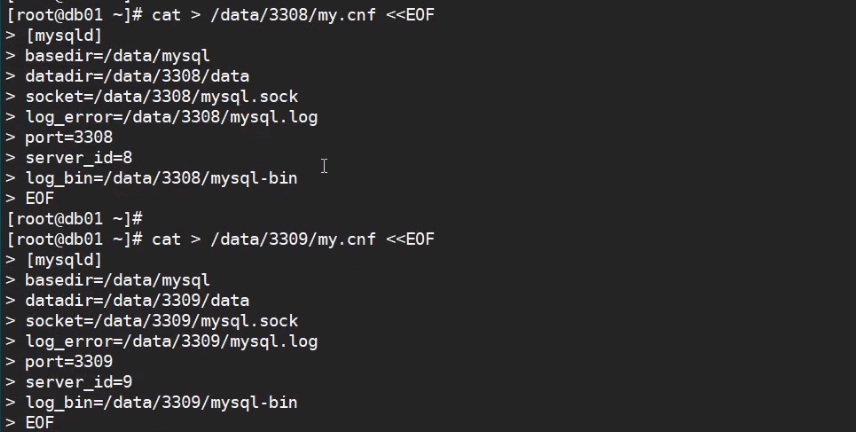 [root@db01 ~]# cat > /data/3308/my.cnf <<EOF
> [mysqld]
> basedir=/data/mysql
> datadir=/data/3308/data
> socket=/data/3308/mysql.sock
> log_error=/data/3308/mysql.log
> port=3308
> server_id=8
> log_bin=/data/3308/mysql-bin
> EOF
[root@db01 ~]#
[root@db01 ~]# cat > /data/3309/my.cnf <<EOF
> [mysqld]
> basedir=/data/mysql
> datadir=/data/3309/data
> socket=/data/3309/mysql.sock
> log_error=/data/3309/mysql.log
> port=3309
> server_id=9
> log_bin=/data/3309/mysql-bin
> EOF